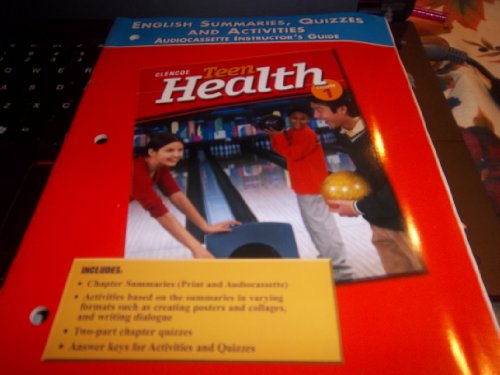 English Summaries, Quizzes
and Activities
Audiocassette Instructor's Guide
GLENCOE
Teen
Health
Course
1
INCLUDES:
• Chapter Summaries (Print and Audiocassette)
• Activities based on the summaries in varying
formats such as creating posters and collages,
and writing dialogue
• Two-part chapter quizzes
• Answer keys for Activities and Quizzes